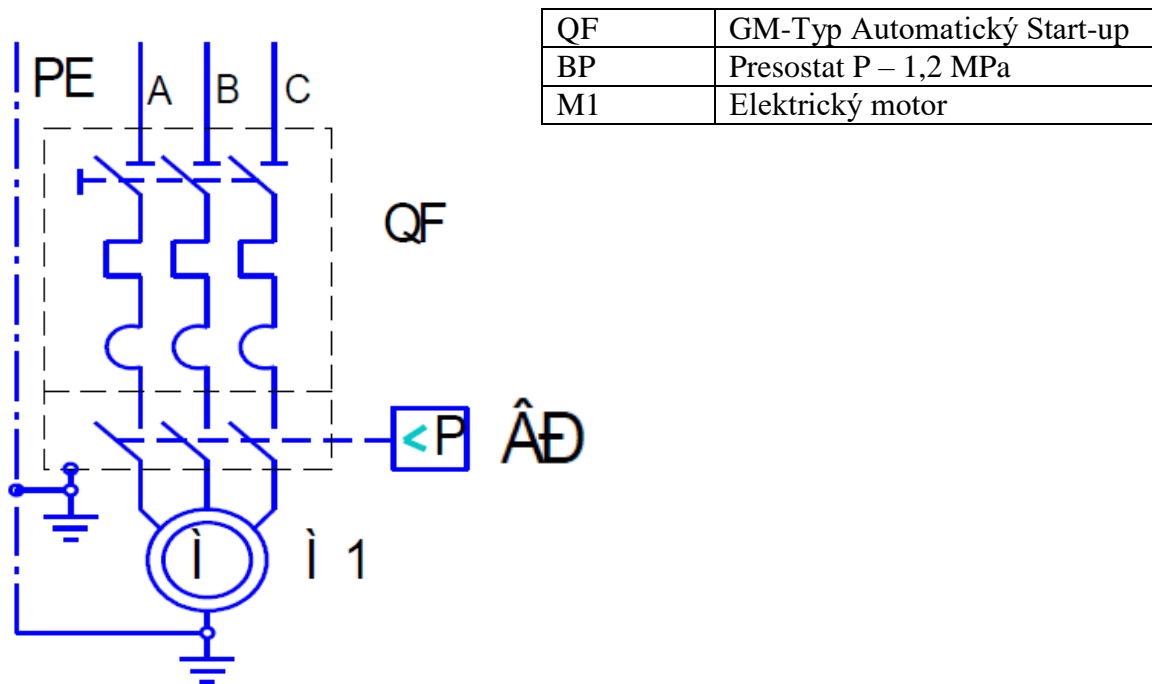 QF GM-Typ Automatický Start-up
BP Presostat P – 1,2 MPa
M1 Elektrický motor
PE
A B C
QF
<P ÂÐ
Ì Ì 1